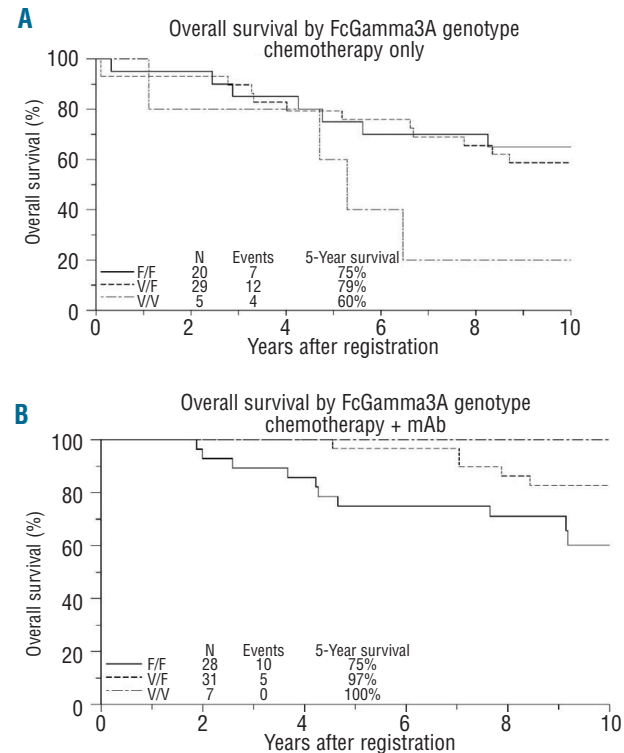 A
Overall survival by FcGamma3A genotype
chemotherapy only
Overall survival (%)
100
80
60
40
20
0
N Events 5-Year survival
F/F 20 7 75%
V/F 29 12 79%
V/V 5 4 60%
0 2 4 6 8 10
Years after registration
B
Overall survival by FcGamma3A genotype
chemotherapy + mAb
Overall survival (%)
100
80
60
40
20
0
N Events 5-Year survival
F/F 28 10 75%
V/F 31 5 97%
V/V 7 0 100%
0 2 4 6 8 10
Years after registration